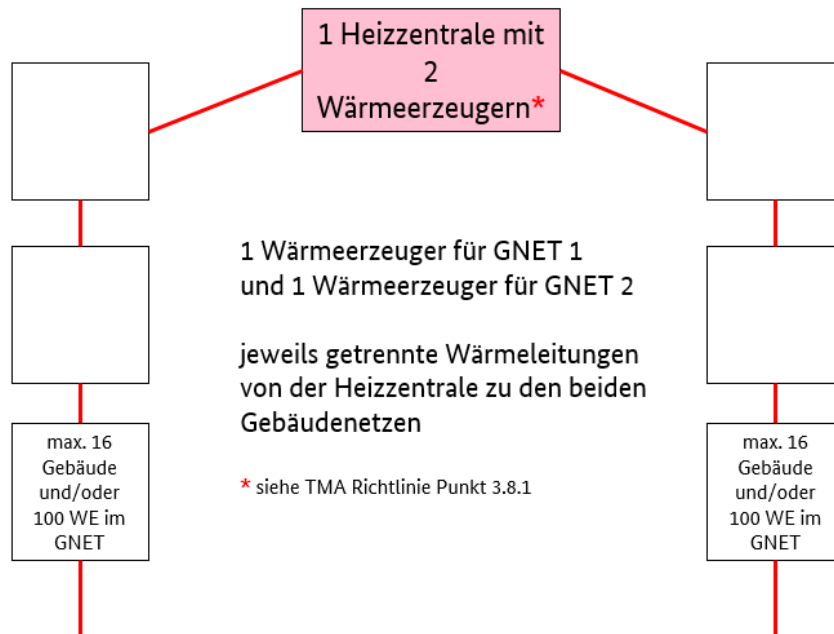 1 Heizzentrale mit
2
Wärmeerzeugern*
1 Wärmeerzeuger für GNET 1
und 1 Wärmeerzeuger für GNET 2
jeweils getrennte Wärmeleitungen
von der Heizzentrale zu den beiden
Gebäudenetzen
* siehe TMA Richtlinie Punkt 3.8.1
max. 16
Gebäude
und/oder
100 WE im
GNET
max. 16
Gebäude
und/oder
100 WE im
GNET